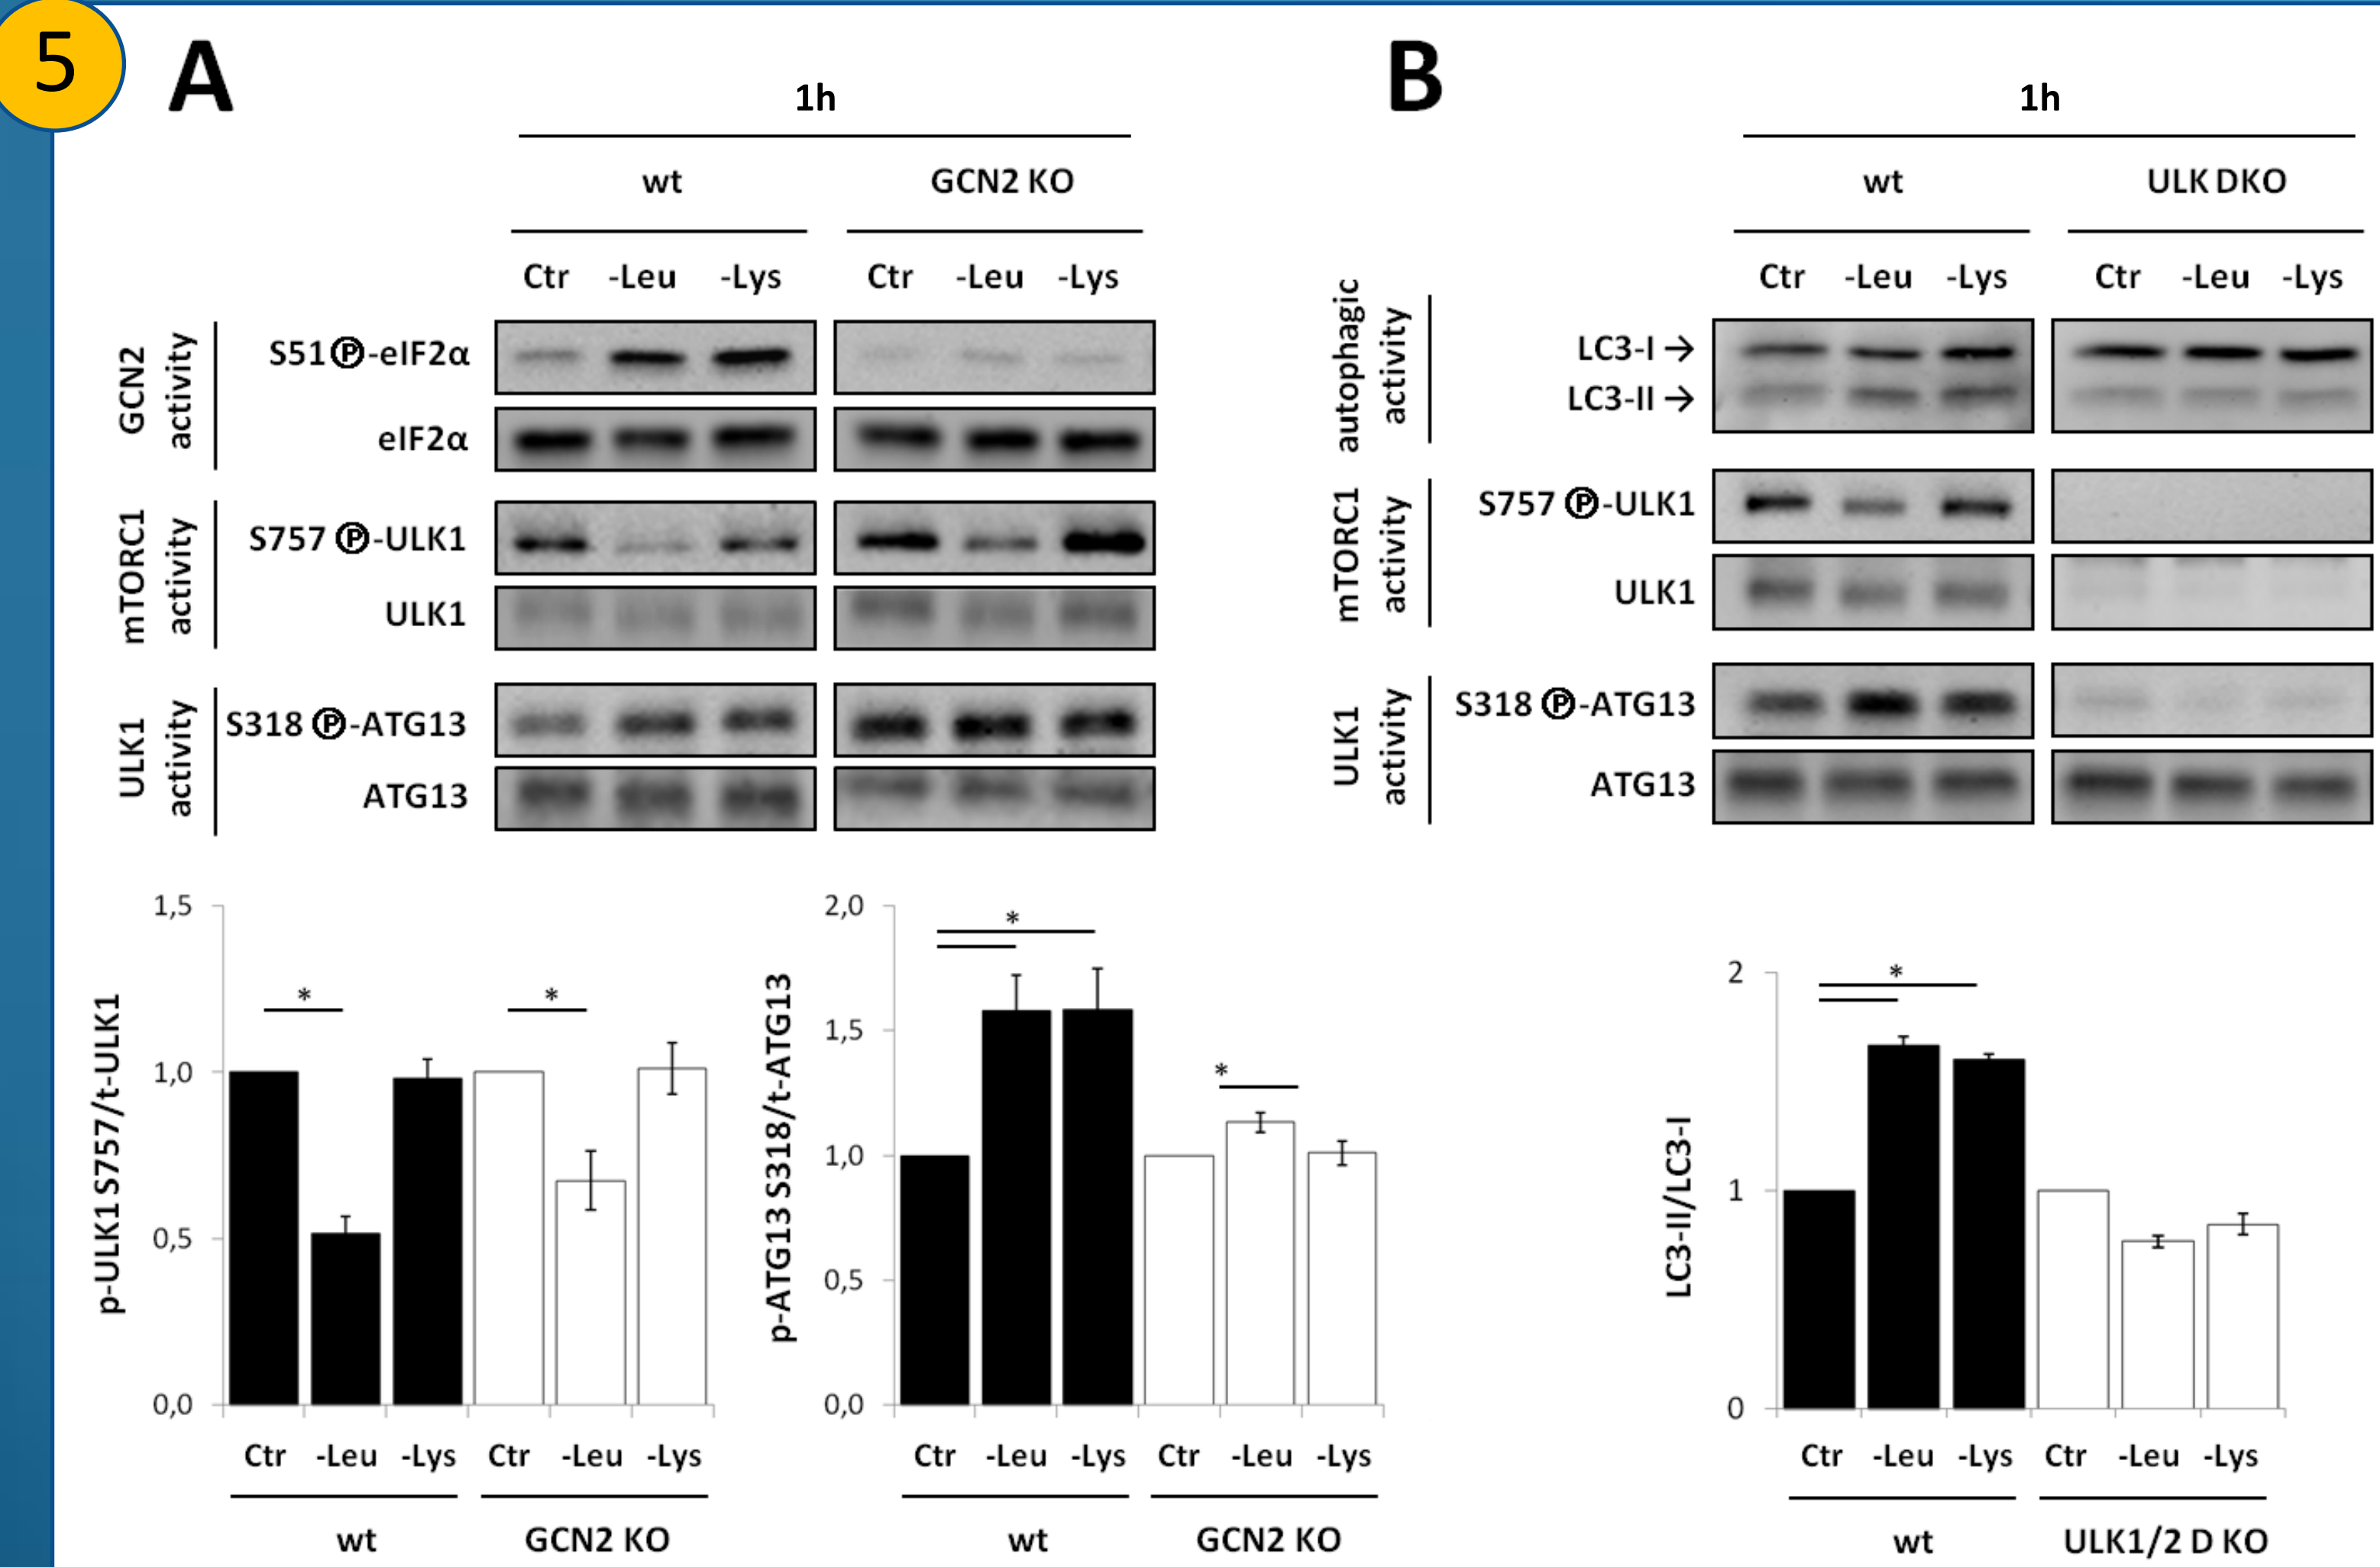 5
A
1h
wt
GCN2 KO
Ctr -Leu -Lys Ctr -Leu -Lys
GCN2
activity
S51 Ⓟ-eIF2α
eIF2α
mTORC1
activity
S757 Ⓟ-ULK1
ULK1
ULK1
activity
S318 Ⓟ-ATG13
ATG13
p-ULK1 S757/t-ULK1
1,5
1,0
0,5
0,0
* *
Ctr -Leu -Lys Ctr -Leu -Lys
wt GCN2 KO
p-ATG13 S318/t-ATG13
2,0
1,5
1,0
0,5
0,0
*
*
Ctr -Leu -Lys Ctr -Leu -Lys
wt GCN2 KO
B
1h
wt
ULK DKO
Ctr -Leu -Lys Ctr -Leu -Lys
autophagic
activity
LC3-I →
LC3-II →
mTORC1
activity
S757 Ⓟ-ULK1
ULK1
ULK1
activity
S318 Ⓟ-ATG13
ATG13
LC3-II/LC3-I
2
1
0
*
Ctr -Leu -Lys Ctr -Leu -Lys
wt ULK1/2 D KO